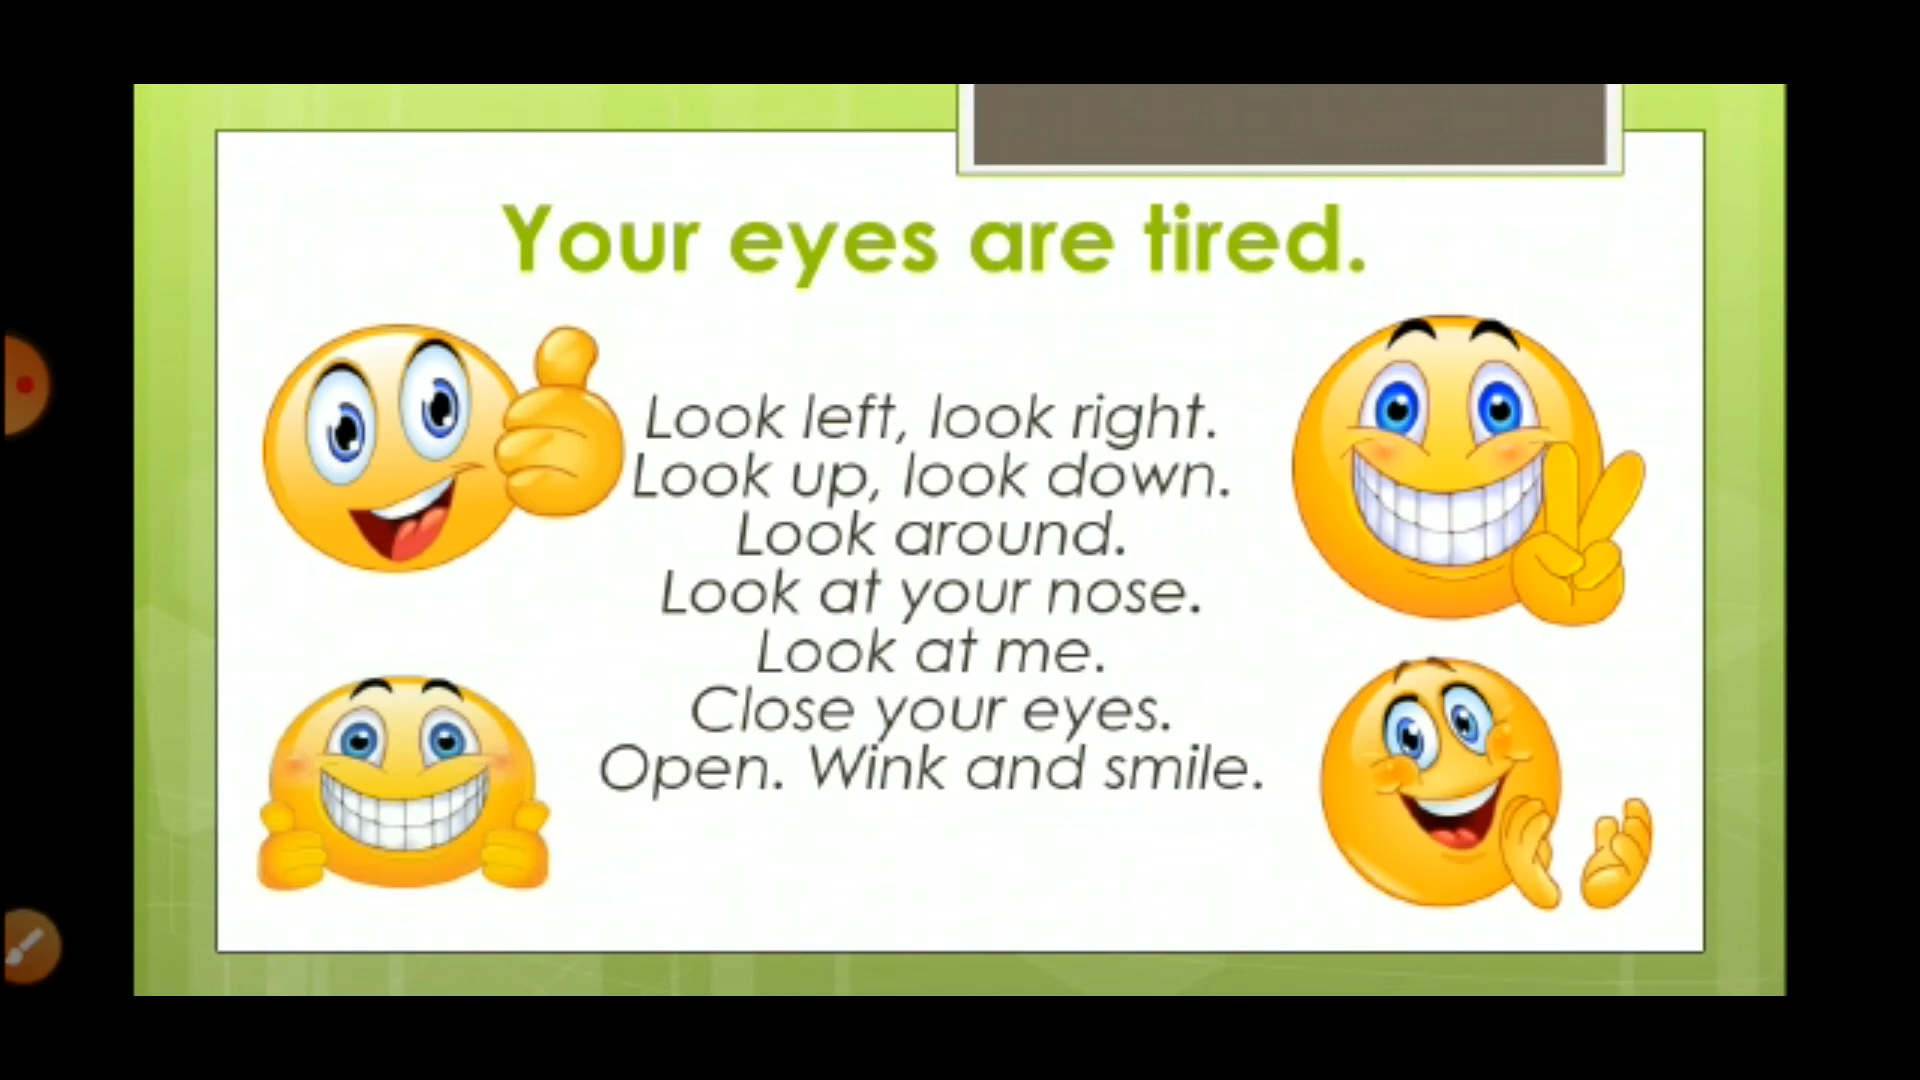 Your eyes are tired.
Look left, look right.
Look up, look down.
Look around.
Look at your nose.
Look at me.
Close your eyes.
Open. Wink and smile.